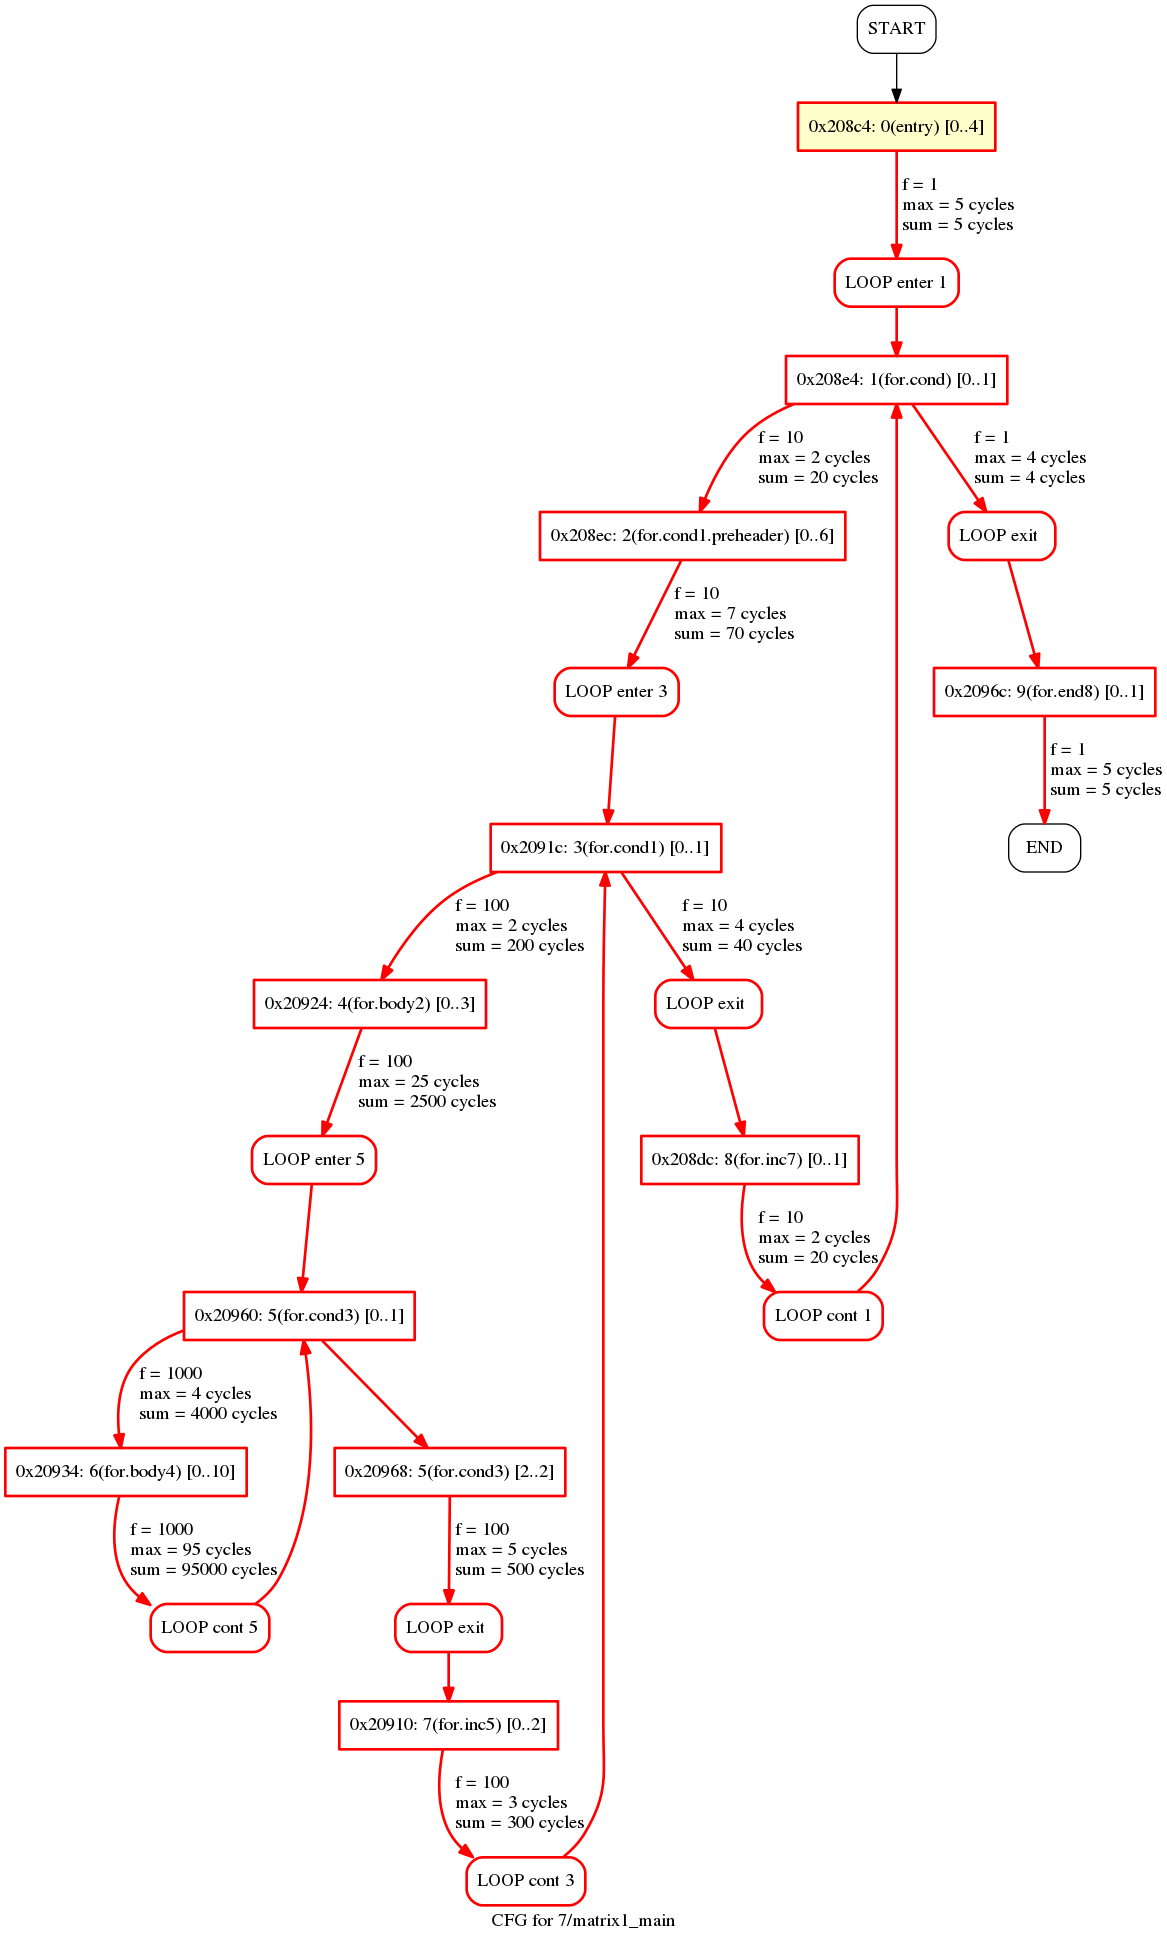 START
0x208c4: 0(entry) [0..4]
f = 1
max = 5 cycles
sum = 5 cycles
LOOP enter 1
0x208e4: 1(for.cond) [0..1]
f = 10
max = 2 cycles
sum = 20 cycles
f = 1
max = 4 cycles
sum = 4 cycles
0x208ec: 2(for.cond1.preheader) [0..6]
LOOP exit
f = 10
max = 7 cycles
sum = 70 cycles
LOOP enter 3
0x2096c: 9(for.end8) [0..1]
f = 1
max = 5 cycles
sum = 5 cycles
0x2091c: 3(for.cond1) [0..1]
END
f = 100
max = 2 cycles
sum = 200 cycles
f = 10
max = 4 cycles
sum = 40 cycles
0x20924: 4(for.body2) [0..3]
LOOP exit
f = 100
max = 25 cycles
sum = 2500 cycles
LOOP enter 5
0x208dc: 8(for.inc7) [0..1]
f = 10
max = 2 cycles
sum = 20 cycles
0x20960: 5(for.cond3) [0..1]
LOOP cont 1
f = 1000
max = 4 cycles
sum = 4000 cycles
0x20934: 6(for.body4) [0..10]
0x20968: 5(for.cond3) [2..2]
f = 1000
max = 95 cycles
sum = 95000 cycles
f = 100
max = 5 cycles
sum = 500 cycles
LOOP cont 5
LOOP exit
0x20910: 7(for.inc5) [0..2]
f = 100
max = 3 cycles
sum = 300 cycles
LOOP cont 3
CFG for 7/matrix1_main